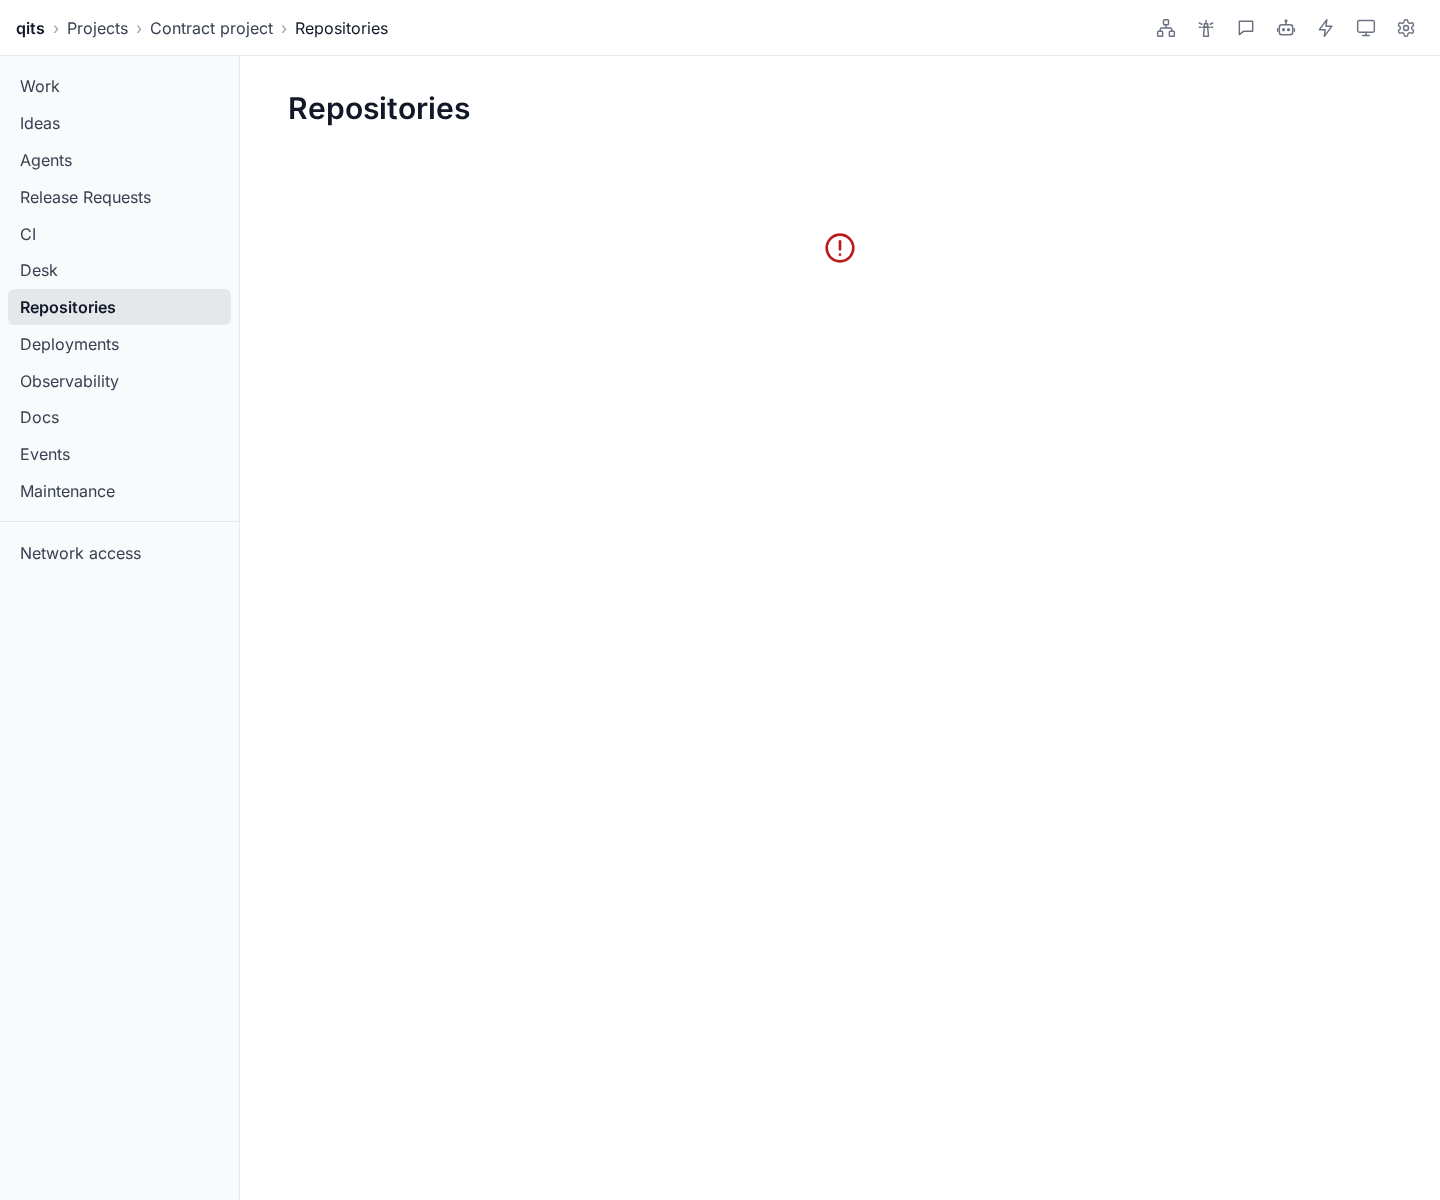 qits › Projects › Contract project › Repositories
Work
Ideas
Agents
Release Requests
CI
Desk
Repositories
Deployments
Observability
Docs
Events
Maintenance
Network access
Repositories